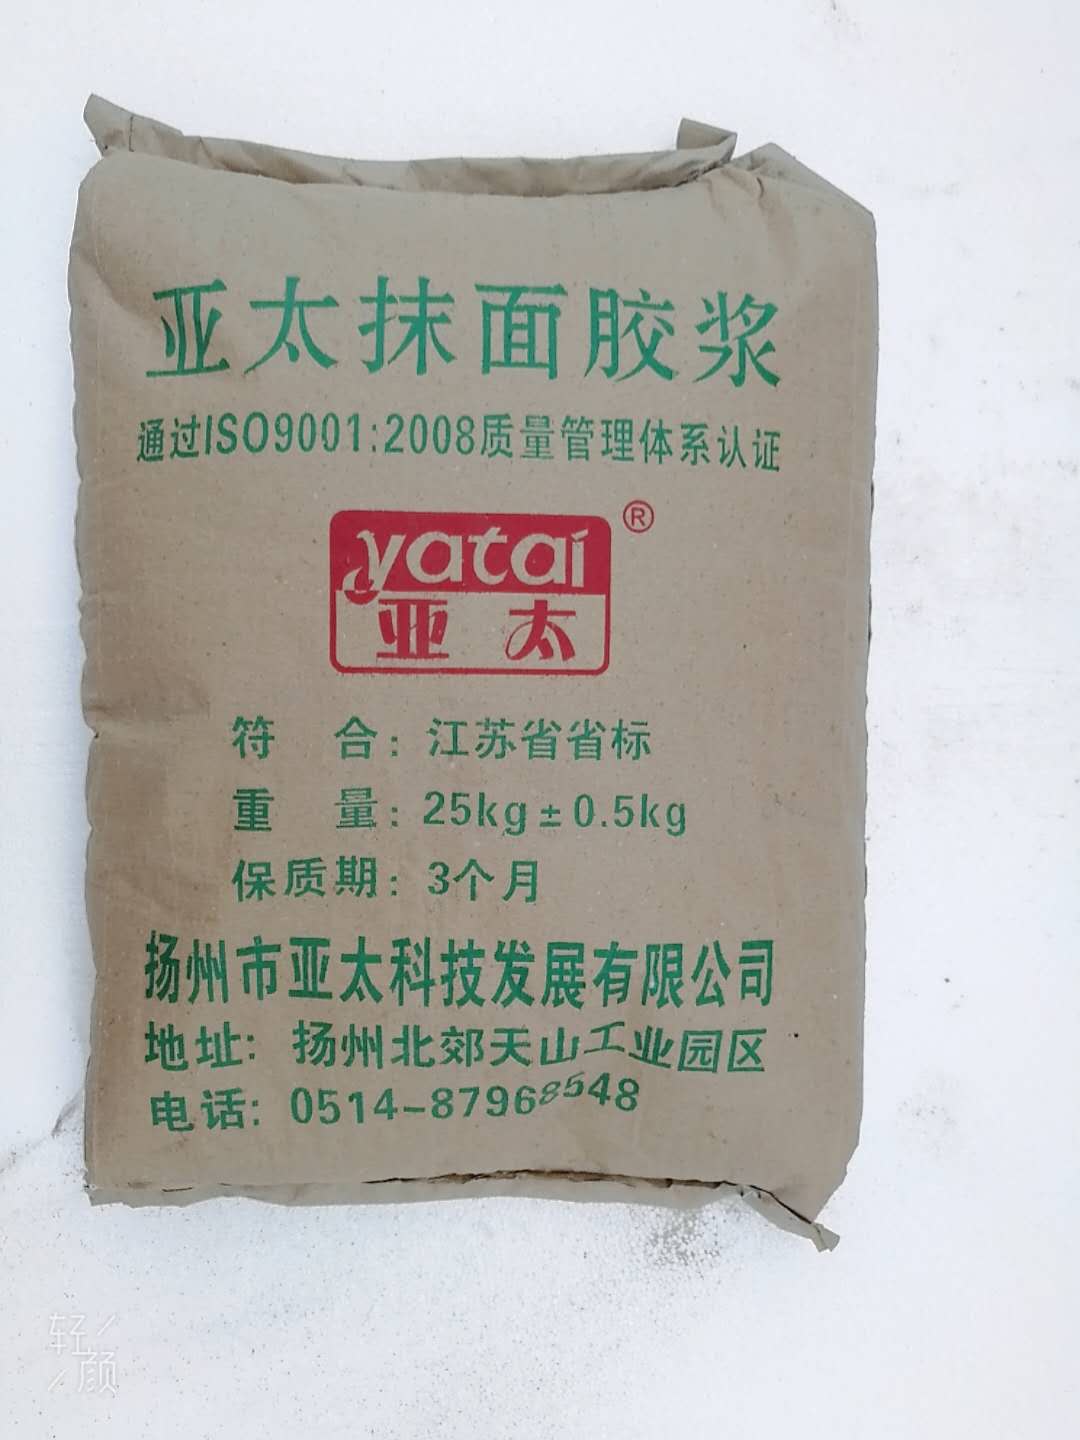 亚太抹面胶浆
通过ISO9001:2008质量管理体系认证
yatai®
亚太
符合：江苏省省标
重量：25kg±0.5kg
保质期：3个月
扬州市亚太科技发展有限公司
地址：扬州北郊天山工业园区
电话：0514-87968548
轻颜